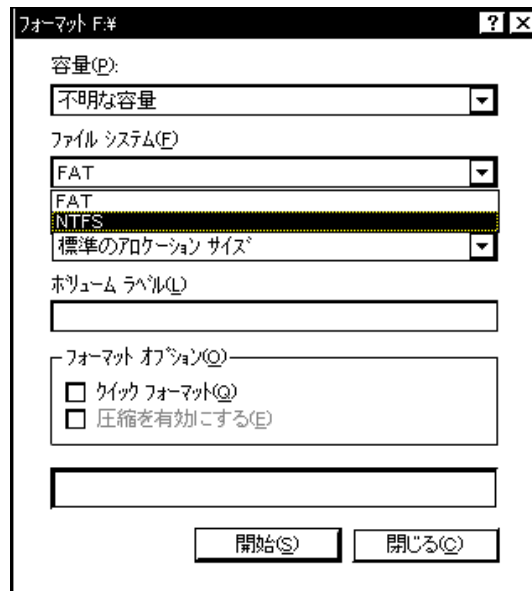 フォーマット F:¥
容量(P):
不明な容量
ファイル システム(F)
FAT
FAT
NTFS
標準のアロケーション サイズ
ボリューム ラベル(L)
フォーマット オプション(O)
クイック フォーマット(Q)
圧縮を有効にする(E)
開始(S)
閉じる(C)